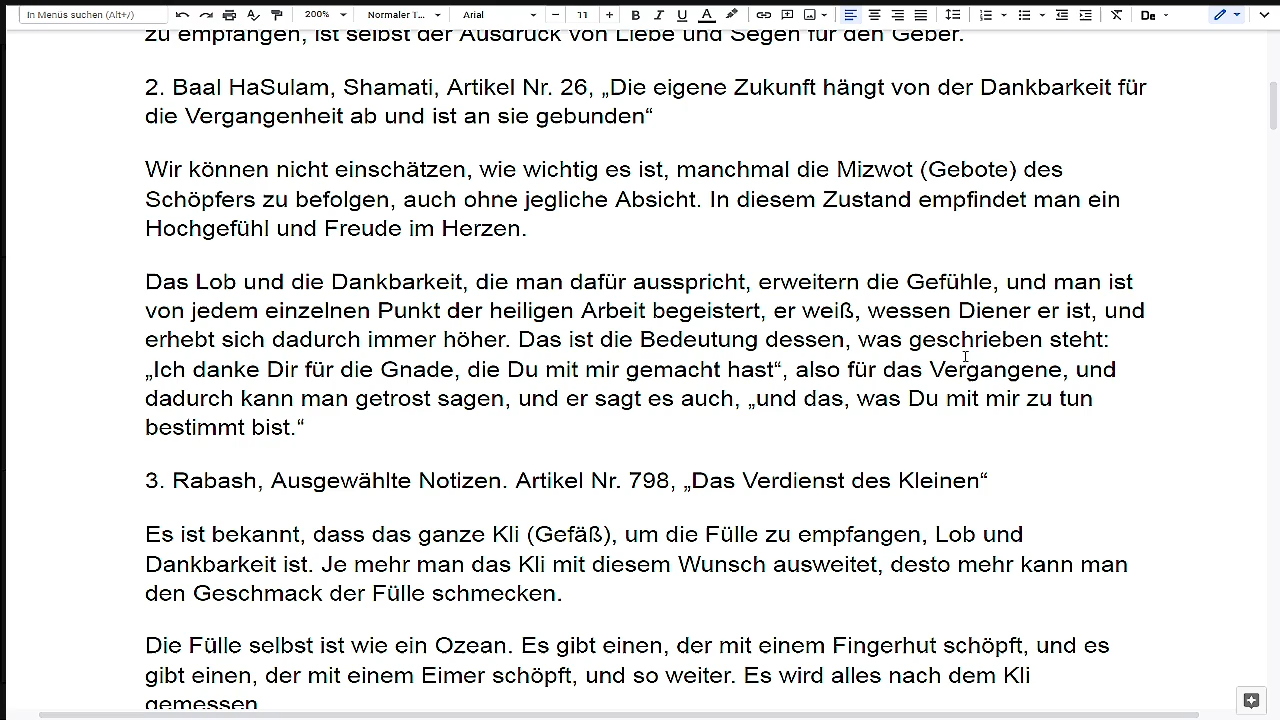 In Menüs suchen (Alt+/)
200%
Normaler T...
Arial
11
B I U A
De
zu empfangen, ist selbst der Ausdruck von Liebe und Segen für den Geber.
2. Baal HaSulam, Shamati, Artikel Nr. 26, „Die eigene Zukunft hängt von der Dankbarkeit für
die Vergangenheit ab und ist an sie gebunden“
Wir können nicht einschätzen, wie wichtig es ist, manchmal die Mizwot (Gebote) des
Schöpfers zu befolgen, auch ohne jegliche Absicht. In diesem Zustand empfindet man ein
Hochgefühl und Freude im Herzen.
Das Lob und die Dankbarkeit, die man dafür ausspricht, erweitern die Gefühle, und man ist
von jedem einzelnen Punkt der heiligen Arbeit begeistert, er weiß, wessen Diener er ist, und
erhebt sich dadurch immer höher. Das ist die Bedeutung dessen, was geschrieben steht:
„Ich danke Dir für die Gnade, die Du mit mir gemacht hast“, also für das Vergangene, und
dadurch kann man getrost sagen, und er sagt es auch, „und das, was Du mit mir zu tun
bestimmt bist.“
3. Rabash, Ausgewählte Notizen. Artikel Nr. 798, „Das Verdienst des Kleinen“
Es ist bekannt, dass das ganze Kli (Gefäß), um die Fülle zu empfangen, Lob und
Dankbarkeit ist. Je mehr man das Kli mit diesem Wunsch ausweitet, desto mehr kann man
den Geschmack der Fülle schmecken.
Die Fülle selbst ist wie ein Ozean. Es gibt einen, der mit einem Fingerhut schöpft, und es
gibt einen, der mit einem Eimer schöpft, und so weiter. Es wird alles nach dem Kli
gemessen.